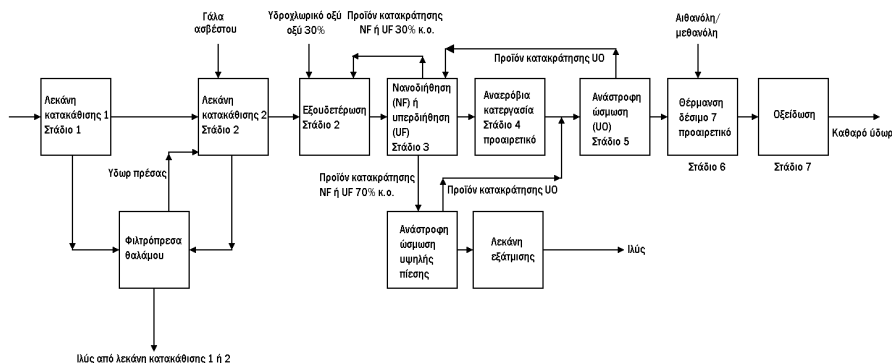 Γάλα
ασβέστου
Υδροχλωρικό οξύ
οξύ 30%
Προϊόν κατακράτησης
NF ή UF 30% κ.ο.
Προϊόν κατακράτησης UO
Αιθανόλη/
μεθανόλη
Λεκάνη
κατακάθισης 1
Στάδιο 1
Λεκάνη
κατακάθισης 2
Στάδιο 2
Εξουδετέρωση
Στάδιο 2
Νανοδιήθηση
(NF) ή
υπερδιήθηση
(UF)
Στάδιο 3
Αναερόβια
κατεργασία
Στάδιο 4
προαιρετικό
Ανάστροφη
ώσμωση
(UO)
Στάδιο 5
Θέρμανση
δέσιμο 7
προαιρετικό
Στάδιο 6
Οξείδωση
Στάδιο 7
Καθαρό ύδωρ
Υδωρ πρέσας
Προϊόν κατακράτησης
NF ή UF 70% κ.ο.
Προϊόν κατακράτησης UO
Φιλτρόπρεσα
θαλάμου
Ανάστροφη
ώσμωση
υψηλής
πίεσης
Λεκάνη
εξάτμισης
Ιλύς
Ιλύς από λεκάνη κατακάθισης 1 ή 2